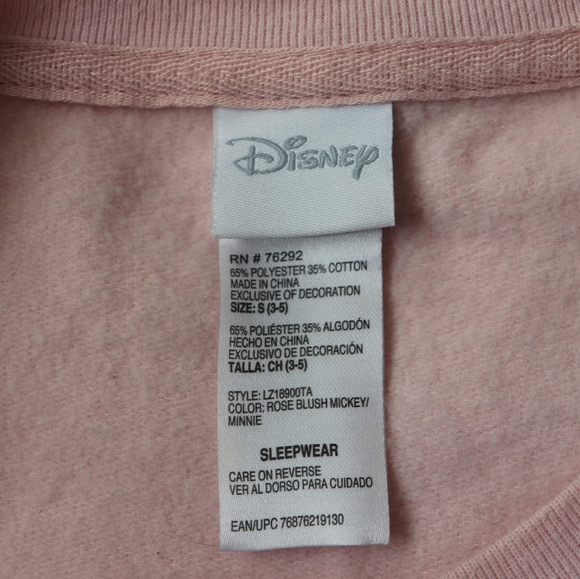 Disney
RN # 76292
65% POLYESTER 35% COTTON
MADE IN CHINA
EXCLUSIVE OF DECORATION
SIZE: S (3-5)
65% POLIÉSTER 35% ALGODÓN
HECHO EN CHINA
EXCLUSIVO DE DECORACIÓN
TALLA: CH (3-5)
STYLE: LZ18900TA
COLOR: ROSE BLUSH MICKEY/
MINNIE
SLEEPWEAR
CARE ON REVERSE
VER AL DORSO PARA CUIDADO
EAN/UPC 76876219130